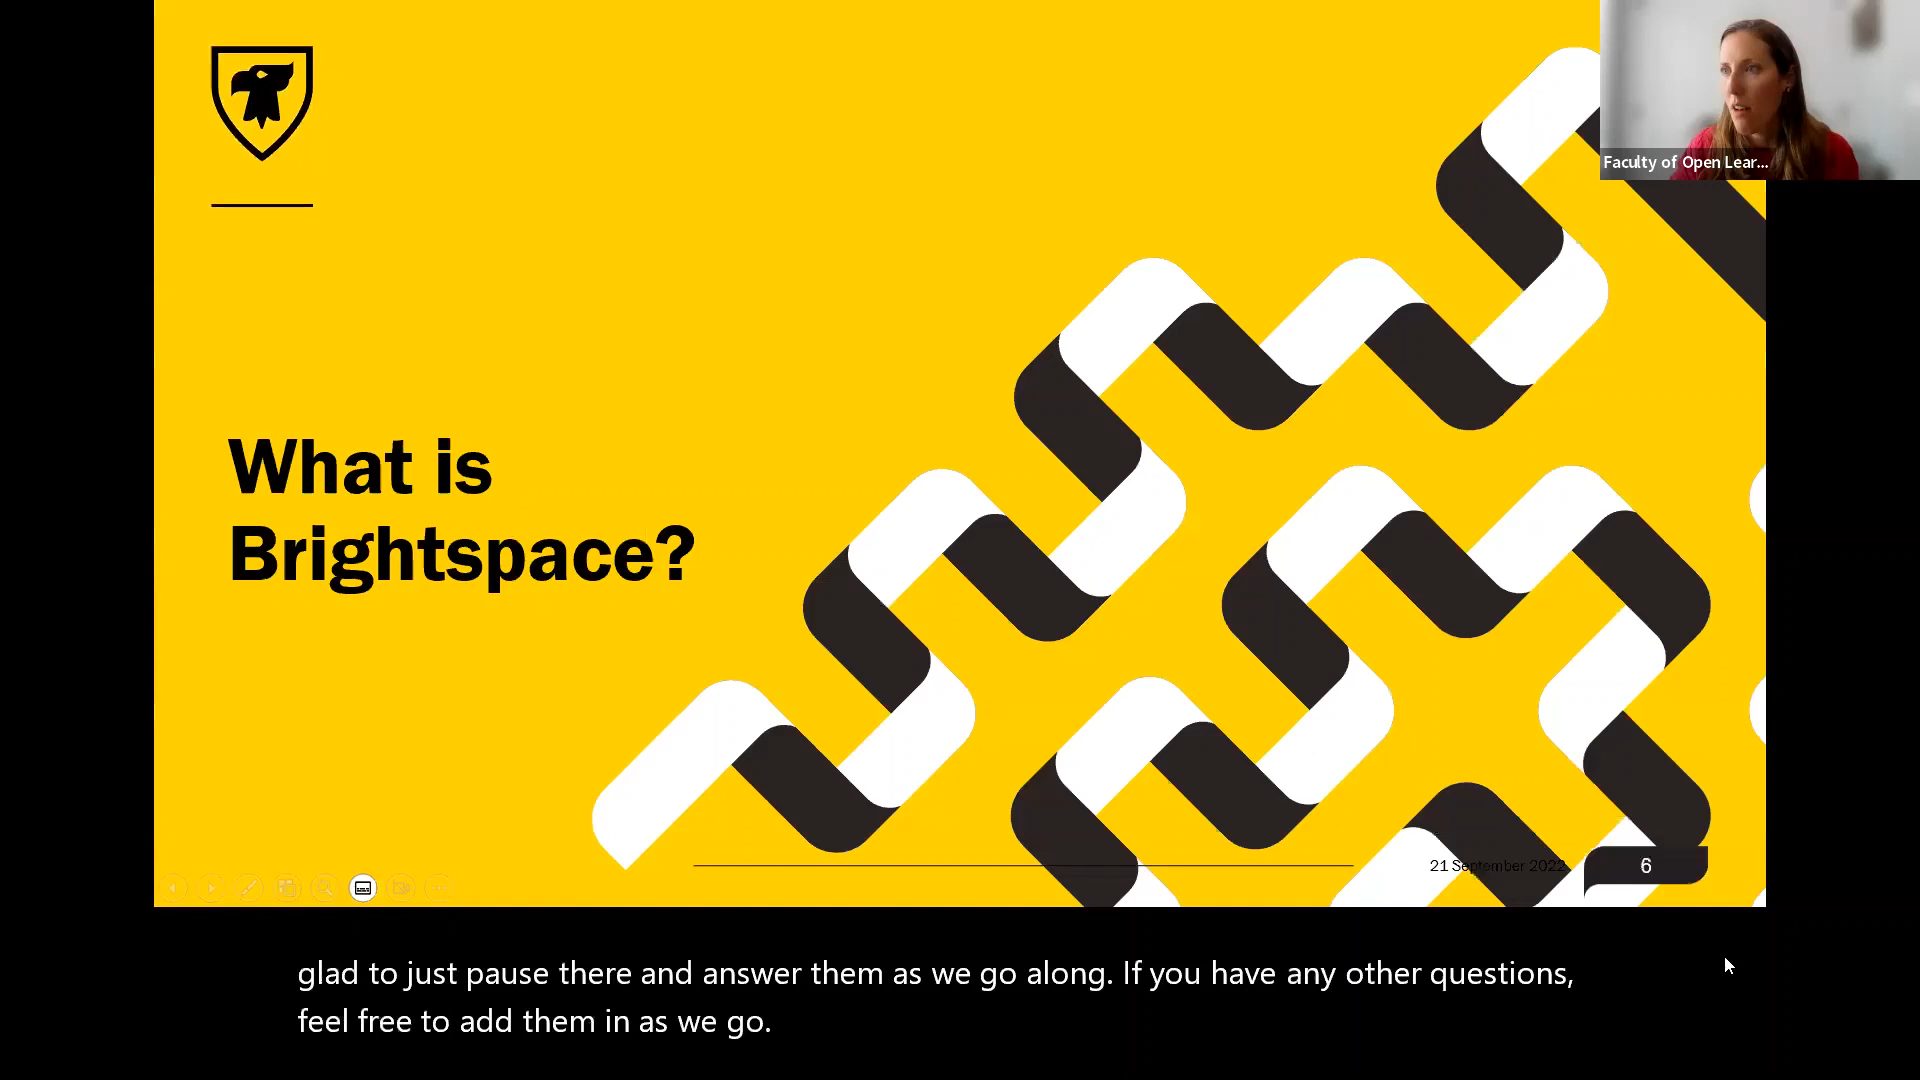 Faculty of Open Lear...
What is
Brightspace?
21 September 2022
6
glad to just pause there and answer them as we go along. If you have any other questions,
feel free to add them in as we go.